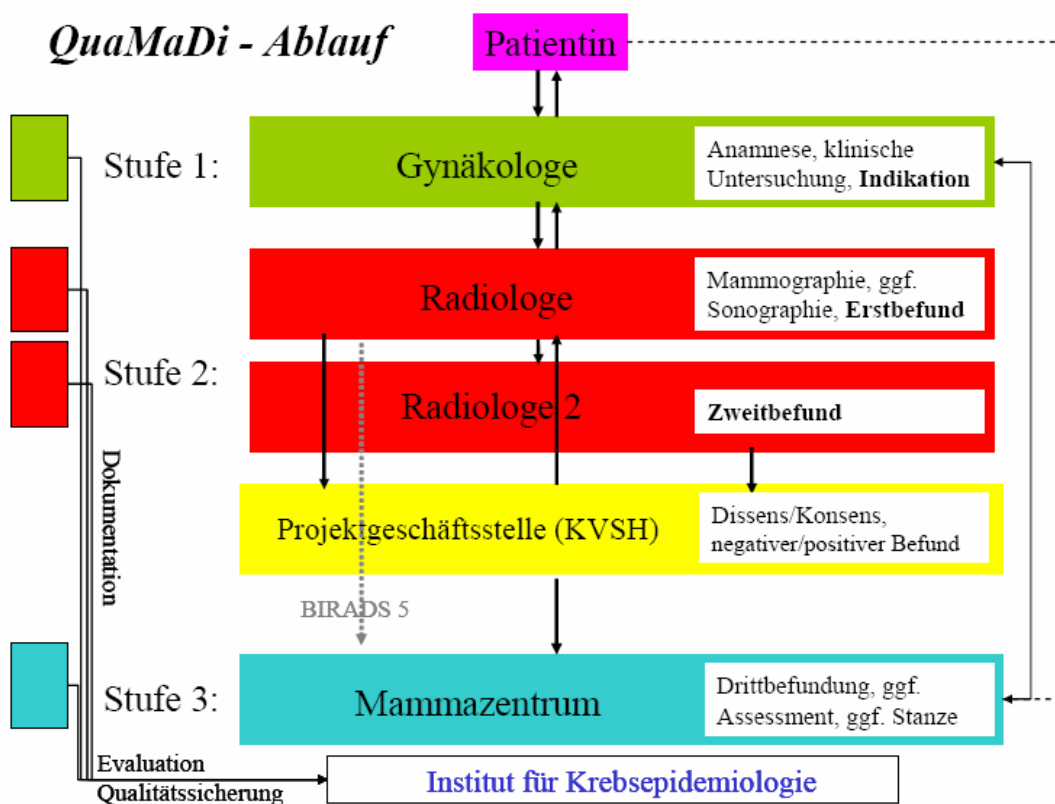 QuaMaDi - Ablauf
Patientin
Stufe 1:
Gynäkologe
Anamnese, klinische
Untersuchung, Indikation
Radiologe
Mammographie, ggf.
Sonographie, Erstbefund
Stufe 2:
Radiologe 2
Zweitbefund
Dokumentation
Projektgeschäftsstelle (KVSH)
Dissens/Konsens,
negativer/positiver Befund
BIRADS 5
Stufe 3:
Mammazentrum
Drittbefundung, ggf.
Assessment, ggf. Stanze
Evaluation
Qualitätssicherung
Institut für Krebsepidemiologie